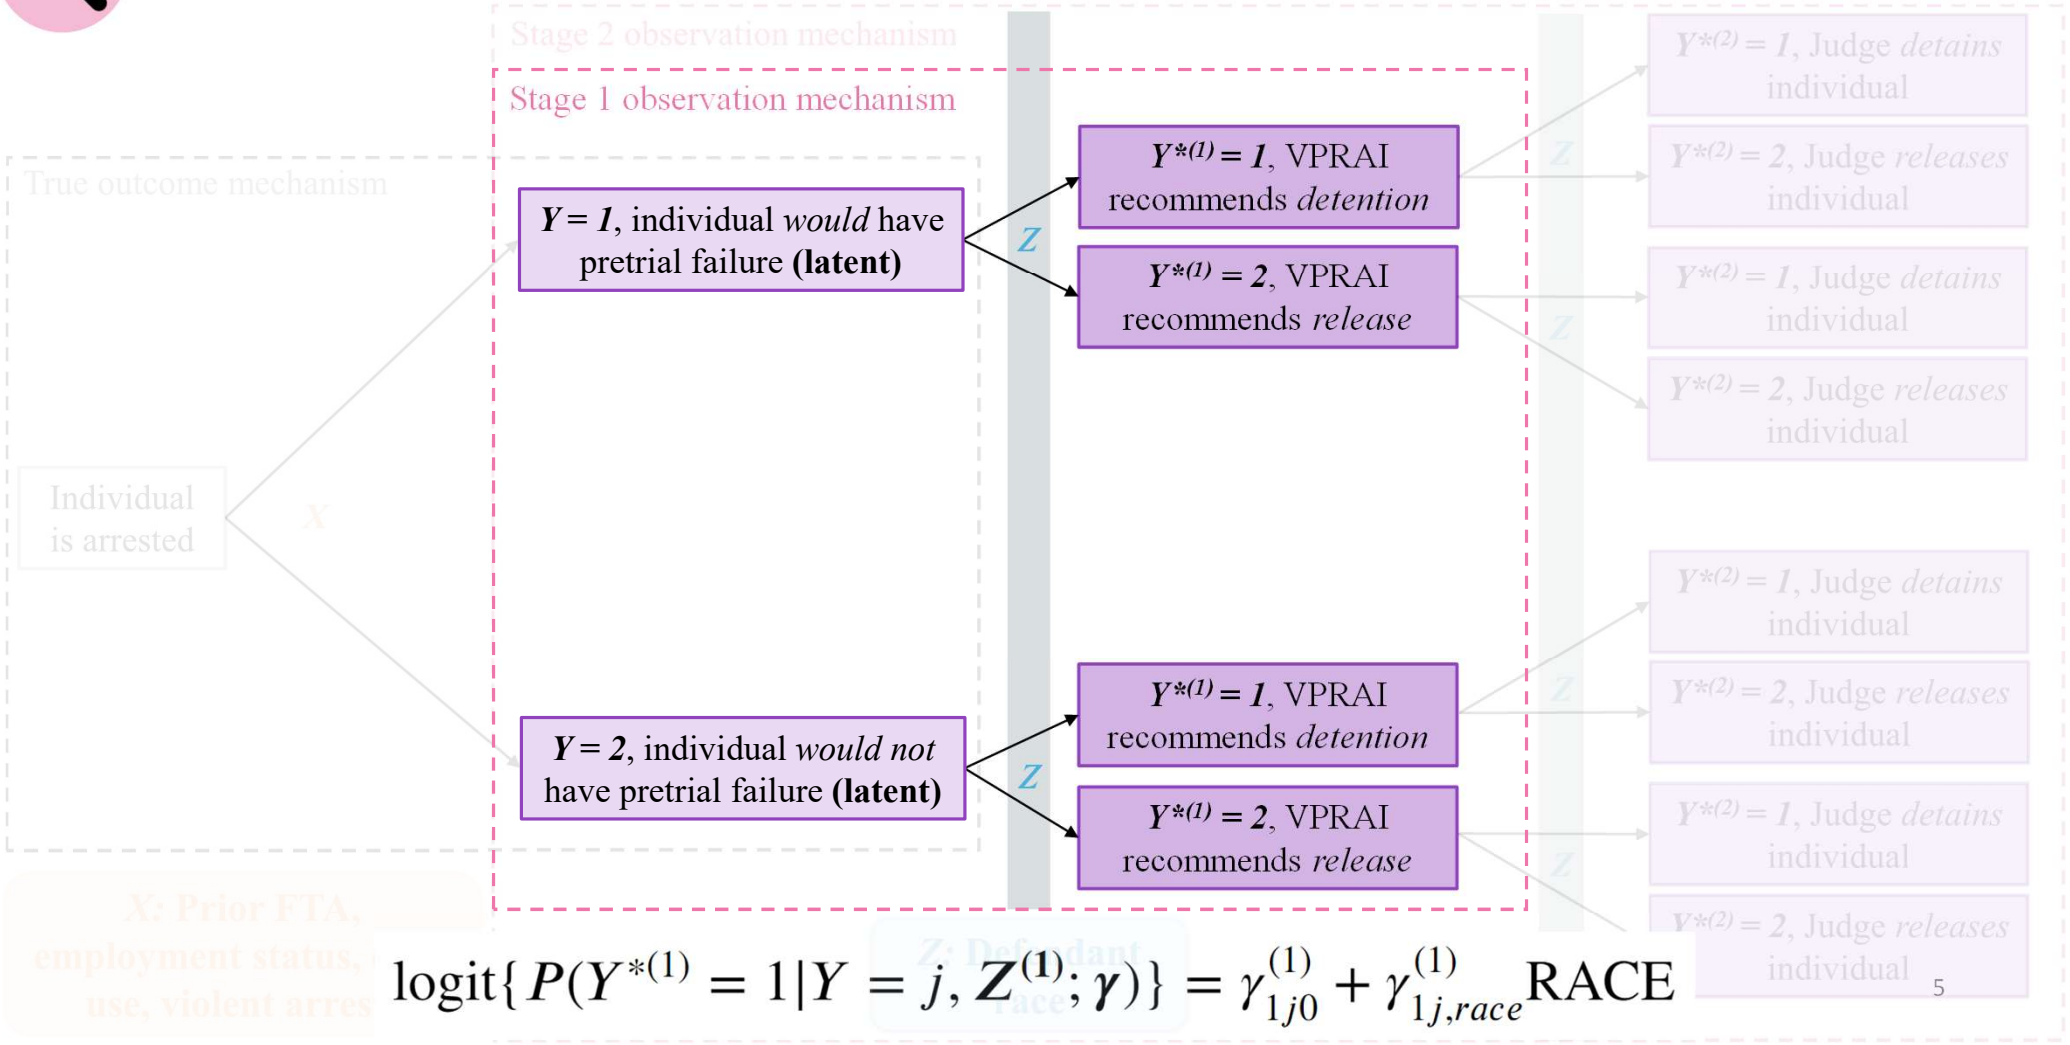 Stage 2 observation mechanism
Stage 1 observation mechanism
True outcome mechanism
Individual
is arrested
X
Y = 1, individual would have
pretrial failure (latent)
Y = 2, individual would not
have pretrial failure (latent)
Z
Z
Y*(1) = 1, VPRAI
recommends detention
Y*(1) = 2, VPRAI
recommends release
Y*(1) = 1, VPRAI
recommends detention
Y*(1) = 2, VPRAI
recommends release
Z
Z
Z
Z
Y*(2) = 1, Judge detains
individual
Y*(2) = 2, Judge releases
individual
Y*(2) = 1, Judge detains
individual
Y*(2) = 2, Judge releases
individual
Y*(2) = 1, Judge detains
individual
Y*(2) = 2, Judge releases
individual
Y*(2) = 1, Judge detains
individual
Y*(2) = 2, Judge releases
individual
X: Prior FTA,
employment status,
use, violent arres
Z: Defendant
race
logit{P(Y*(1) = 1|Y = j, Z(1); γ)} = γ(1)1j0 + γ(1)1j,race RACE
5